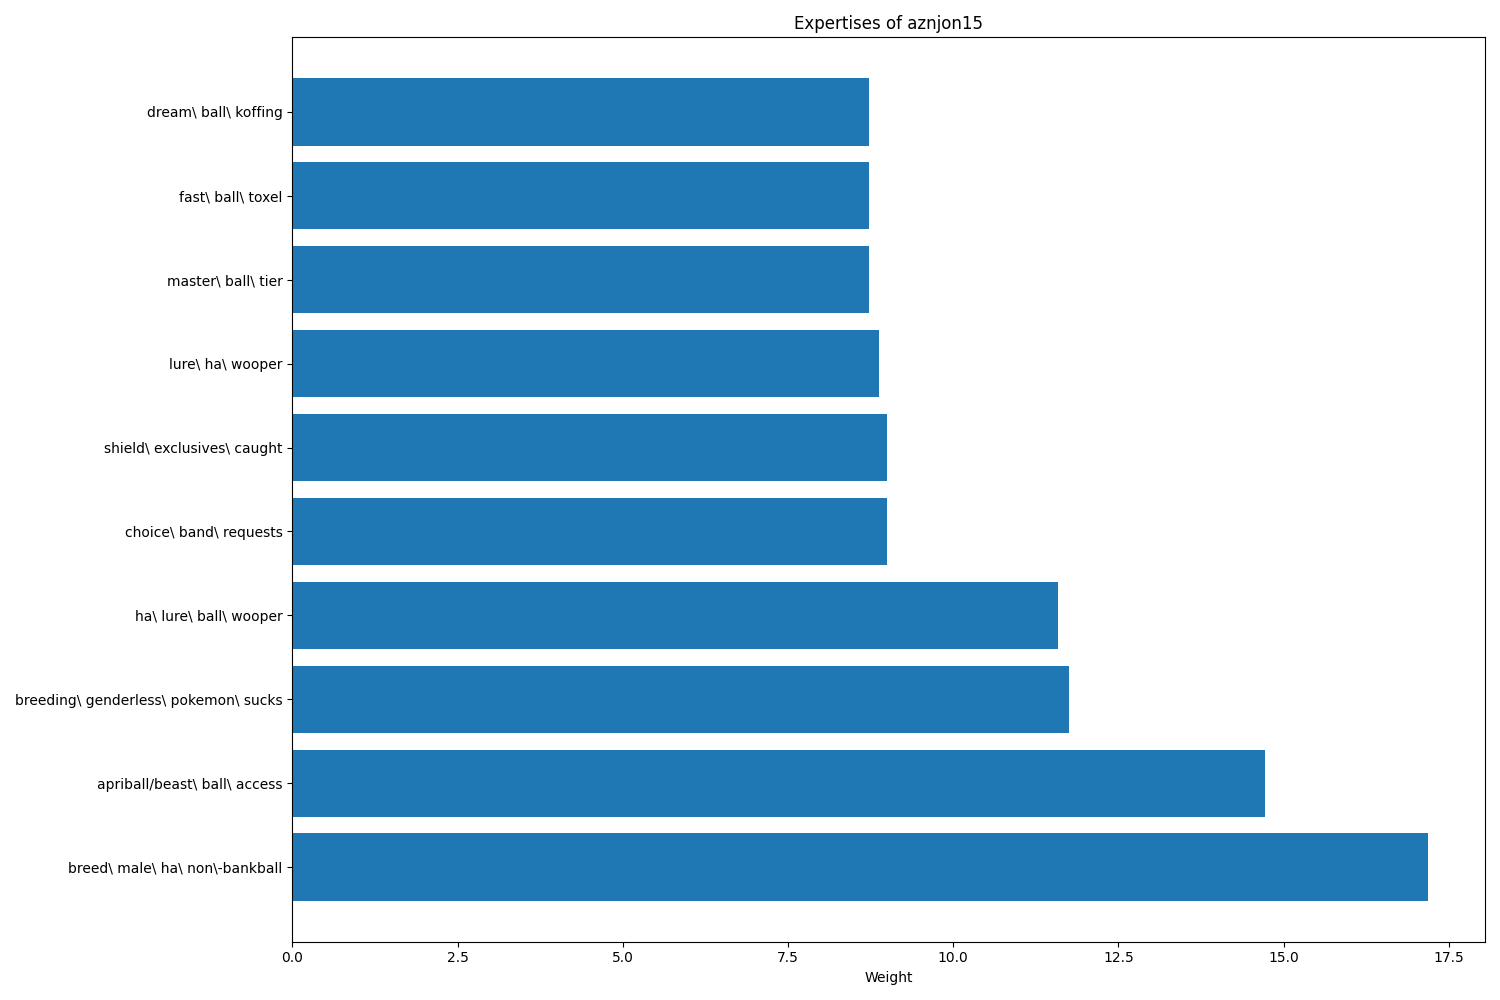 Expertises of aznjon15
dream\ ball\ koffing
fast\ ball\ toxel
master\ ball\ tier
lure\ ha\ wooper
shield\ exclusives\ caught
choice\ band\ requests
ha\ lure\ ball\ wooper
breeding\ genderless\ pokemon\ sucks
apriball/beast\ ball\ access
breed\ male\ ha\ non\-bankball
0.0 2.5 5.0 7.5 10.0 12.5 15.0 17.5
Weight